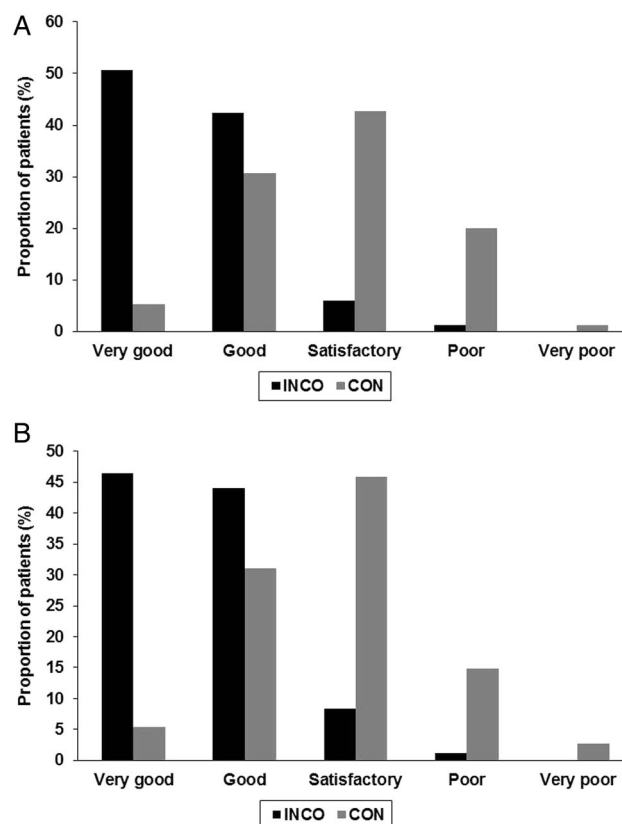 A
Proportion of patients (%)
60
50
40
30
20
10
0
Very good Good Satisfactory Poor Very poor
INCO CON
B
Proportion of patients (%)
50
45
40
35
30
25
20
15
10
5
0
Very good Good Satisfactory Poor Very poor
INCO CON